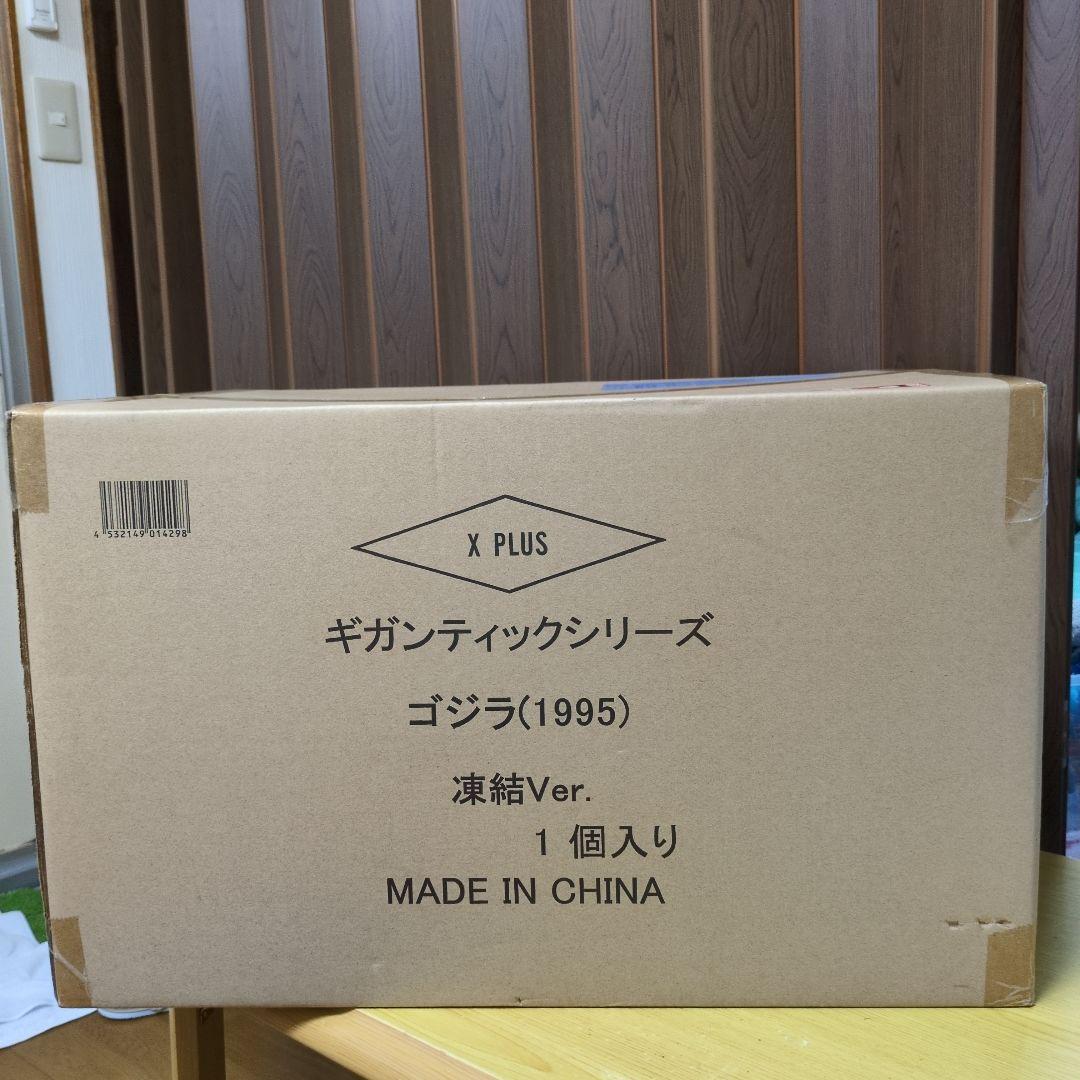 4 532149 014298
X PLUS
ギガンティックシリーズ
ゴジラ(1995)
凍結Ver.
1 個入り
MADE IN CHINA